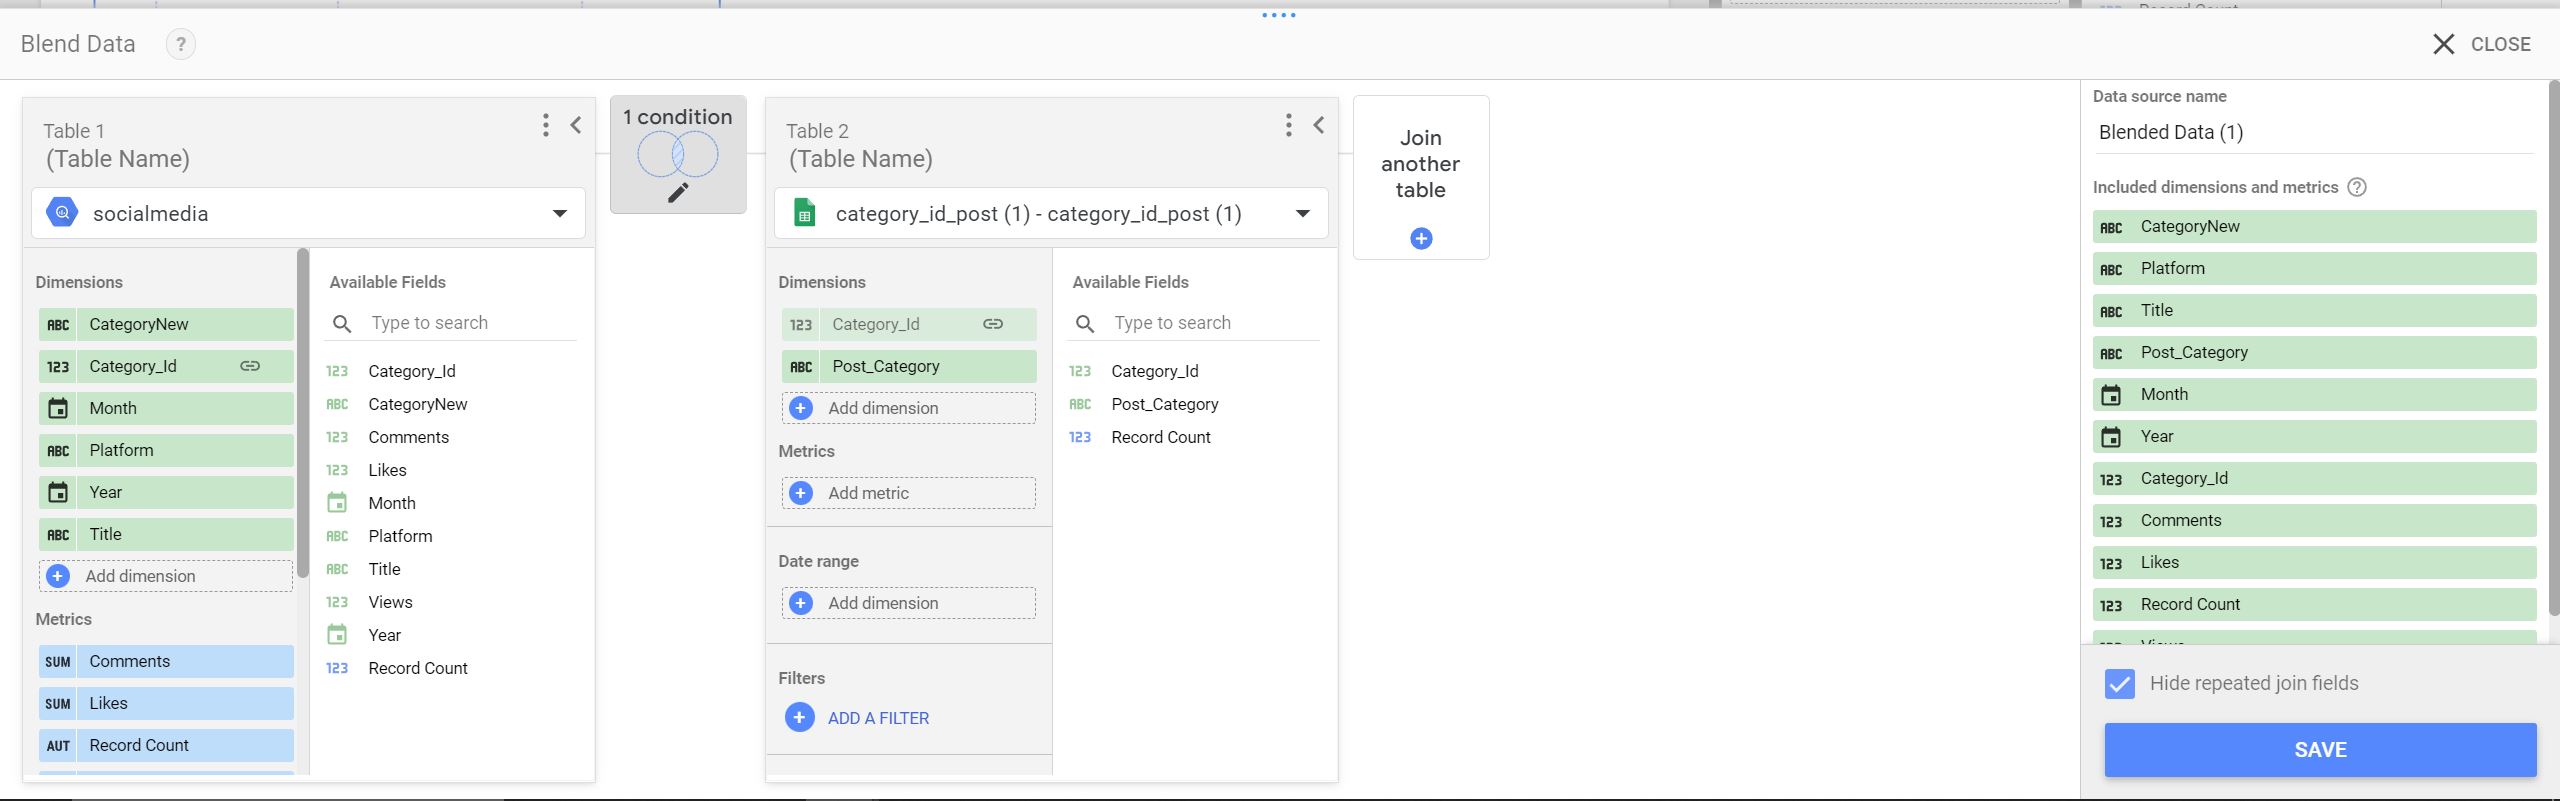 Blend Data
?
CLOSE
Table 1
(Table Name)
socialmedia
Dimensions
ABC CategoryNew
123 Category_Id
Month
ABC Platform
Year
ABC Title
Add dimension
Metrics
SUM Comments
SUM Likes
AUT Record Count
Available Fields
Type to search
123 Category_Id
ABC CategoryNew
123 Comments
123 Likes
Month
ABC Platform
ABC Title
123 Views
Year
123 Record Count
1 condition
Table 2
(Table Name)
category_id_post (1) - category_id_post (1)
Dimensions
123 Category_Id
ABC Post_Category
Add dimension
Metrics
Add metric
Date range
Add dimension
Filters
ADD A FILTER
Available Fields
Type to search
123 Category_Id
ABC Post_Category
123 Record Count
Join
another
table
Record Count
Data source name
Blended Data (1)
Included dimensions and metrics ?
ABC CategoryNew
ABC Platform
ABC Title
ABC Post_Category
Month
Year
123 Category_Id
123 Comments
123 Likes
123 Record Count
Views
Hide repeated join fields
SAVE